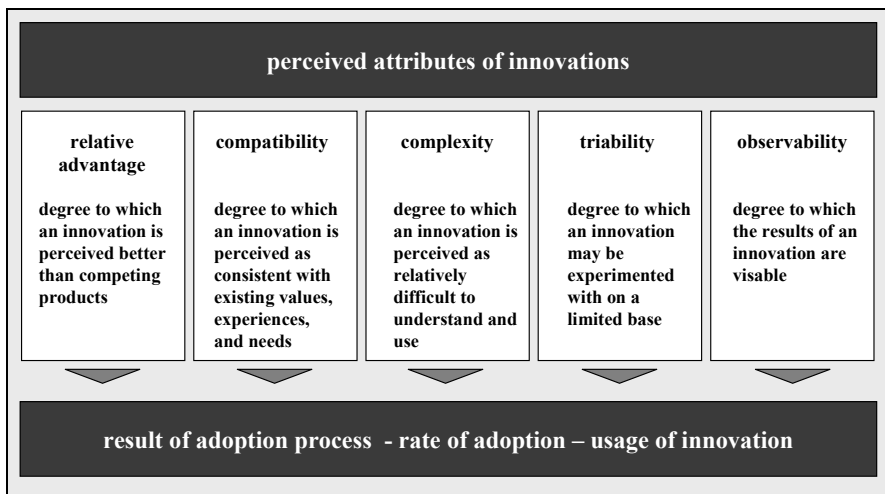 perceived attributes of innovations
relative
advantage
degree to which
an innovation is
perceived better
than competing
products
compatibility
degree to which
an innovation is
perceived as
consistent with
existing values,
experiences,
and needs
complexity
degree to which
an innovation is
perceived as
relatively
difficult to
understand and
use
triability
degree to which
an innovation
may be
experimented
with on a
limited base
observability
degree to which
the results of an
innovation are
visable
result of adoption process - rate of adoption – usage of innovation